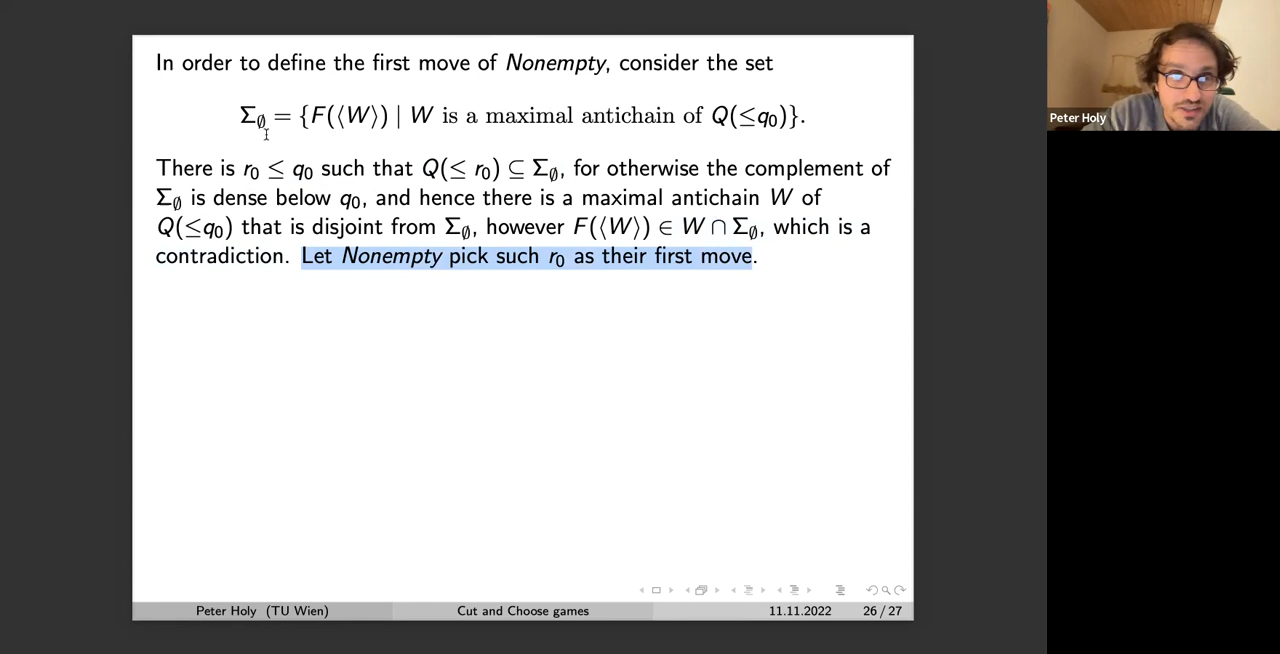 In order to define the first move of Nonempty, consider the set
Σ∅ = {F(⟨W⟩) | W is a maximal antichain of Q(≤q₀)}.
There is r₀ ≤ q₀ such that Q(≤ r₀) ⊆ Σ∅, for otherwise the complement of
Σ∅ is dense below q₀, and hence there is a maximal antichain W of
Q(≤q₀) that is disjoint from Σ∅, however F(⟨W⟩) ∈ W ∩ Σ∅, which is a
contradiction. Let Nonempty pick such r₀ as their first move.
Peter Holy (TU Wien) Cut and Choose games 11.11.2022 26 / 27
Peter Holy